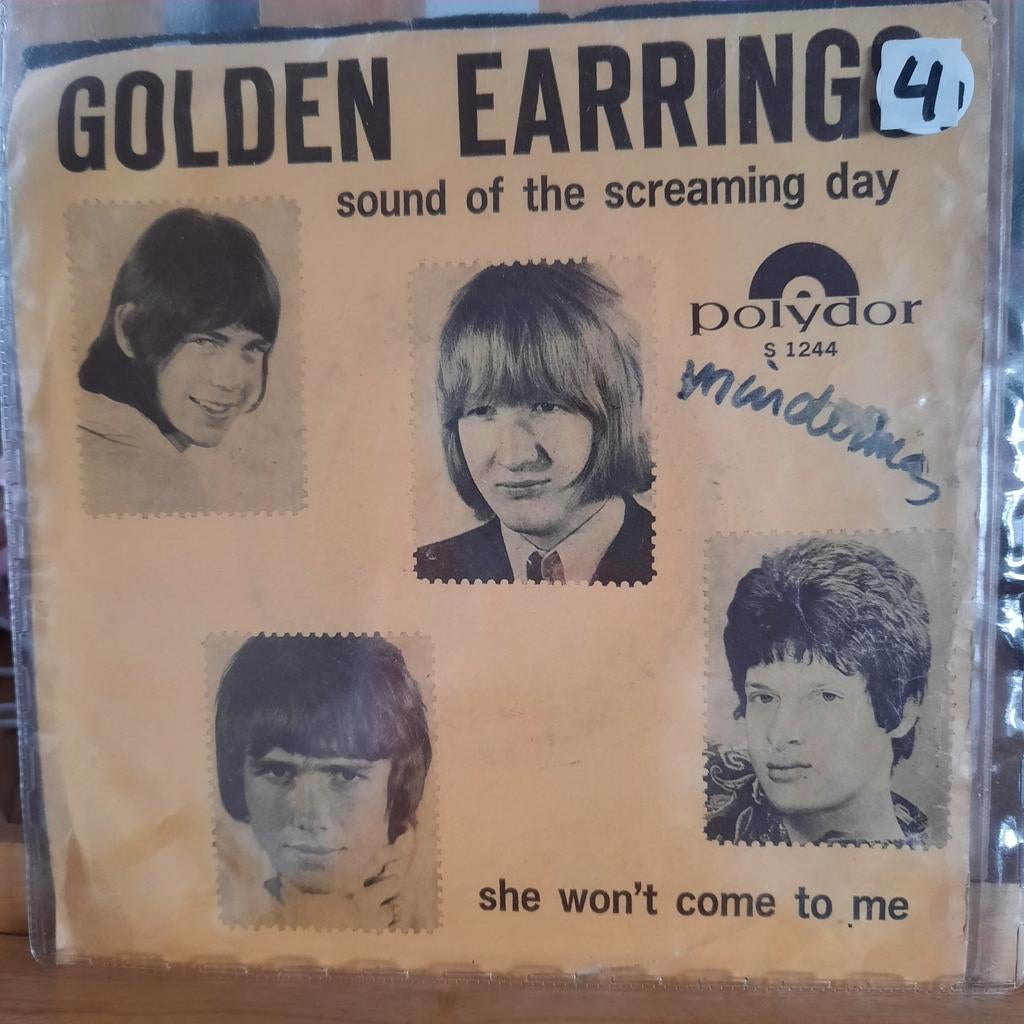 GOLDEN EARRINGS
4,
sound of the screaming day
polydor
S 1244
she won't come to me